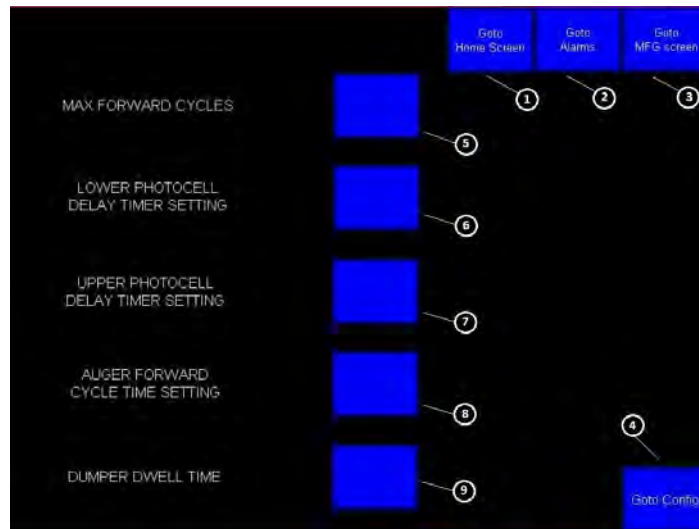 Goto
Home Screen
Goto
Alarms
Goto
MFG screen
1
2
3
MAX FORWARD CYCLES
5
LOWER PHOTOCELL
DELAY TIMER SETTING
6
UPPER PHOTOCELL
DELAY TIMER SETTING
7
AUGER FORWARD
CYCLE TIME SETTING
8
4
DUMPER DWELL TIME
9
Goto Config